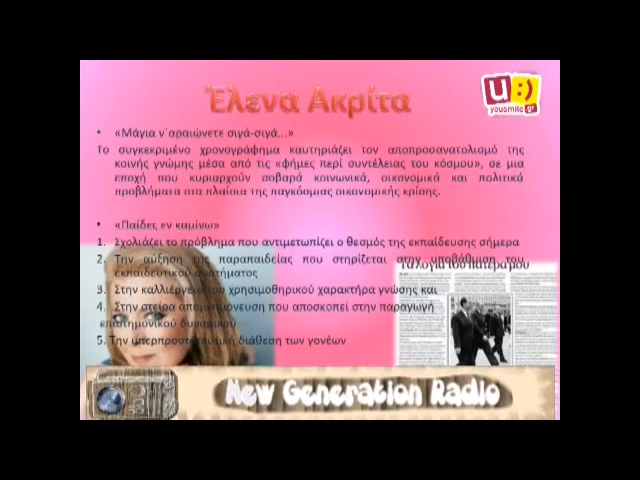 Έλενα Ακρίτα
u:)
yousmile.gr
• «Μάγια ν΄αραιώνετε σιγά-σιγά...»
Το συγκεκριμένο χρονογράφημα καυτηριάζει τον αποπροσανατολισμό της
κοινής γνώμης μέσα από τις «φήμες περί συντέλειας του κόσμου», σε μια
εποχή που κυριαρχούν σοβαρά κοινωνικά, οικονομικά και πολιτικά
προβλήματα στα πλαίσια της παγκόσμιας οικονομικής κρίσης.
• «Παίδες εν καμίνω»
1. Σχολιάζει το πρόβλημα που αντιμετωπίζει ο θεσμός της εκπαίδευσης σήμερα
2. Την αύξηση της παραπαιδείας που στηρίζεται στην υποβάθμιση του
εκπαιδευτικού συστήματος
3. Στην καλλιέργεια του χρησιμοθηρικού χαρακτήρα γνώσης και
4. Στην στείρα απομνημόνευση που αποσκοπεί στην παραγωγή
επιστημονικού δυναμικού
5. Την υπερπροστατευτική διάθεση των γονέων
New Generation Radio